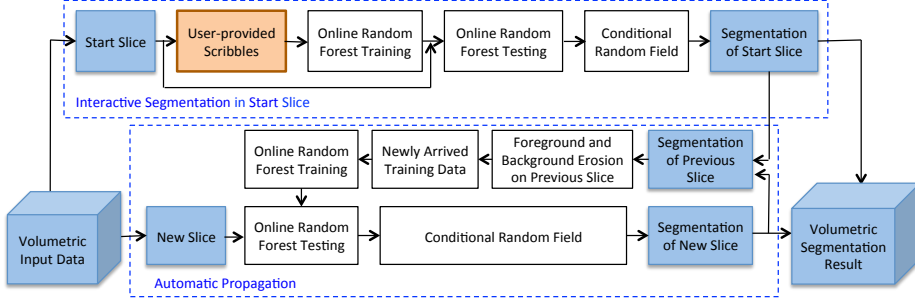 Start Slice
User-provided
Scribbles
Online Random
Forest Training
Online Random
Forest Testing
Conditional
Random Field
Segmentation
of Start Slice
Interactive Segmentation in Start Slice
Online Random
Forest Training
Newly Arrived
Training Data
Foreground and
Background Erosion
on Previous Slice
Segmentation
of Previous
Slice
Volumetric
Input Data
New Slice
Online Random
Forest Testing
Conditional Random Field
Segmentation
of New Slice
Volumetric
Segmentation
Result
Automatic Propagation